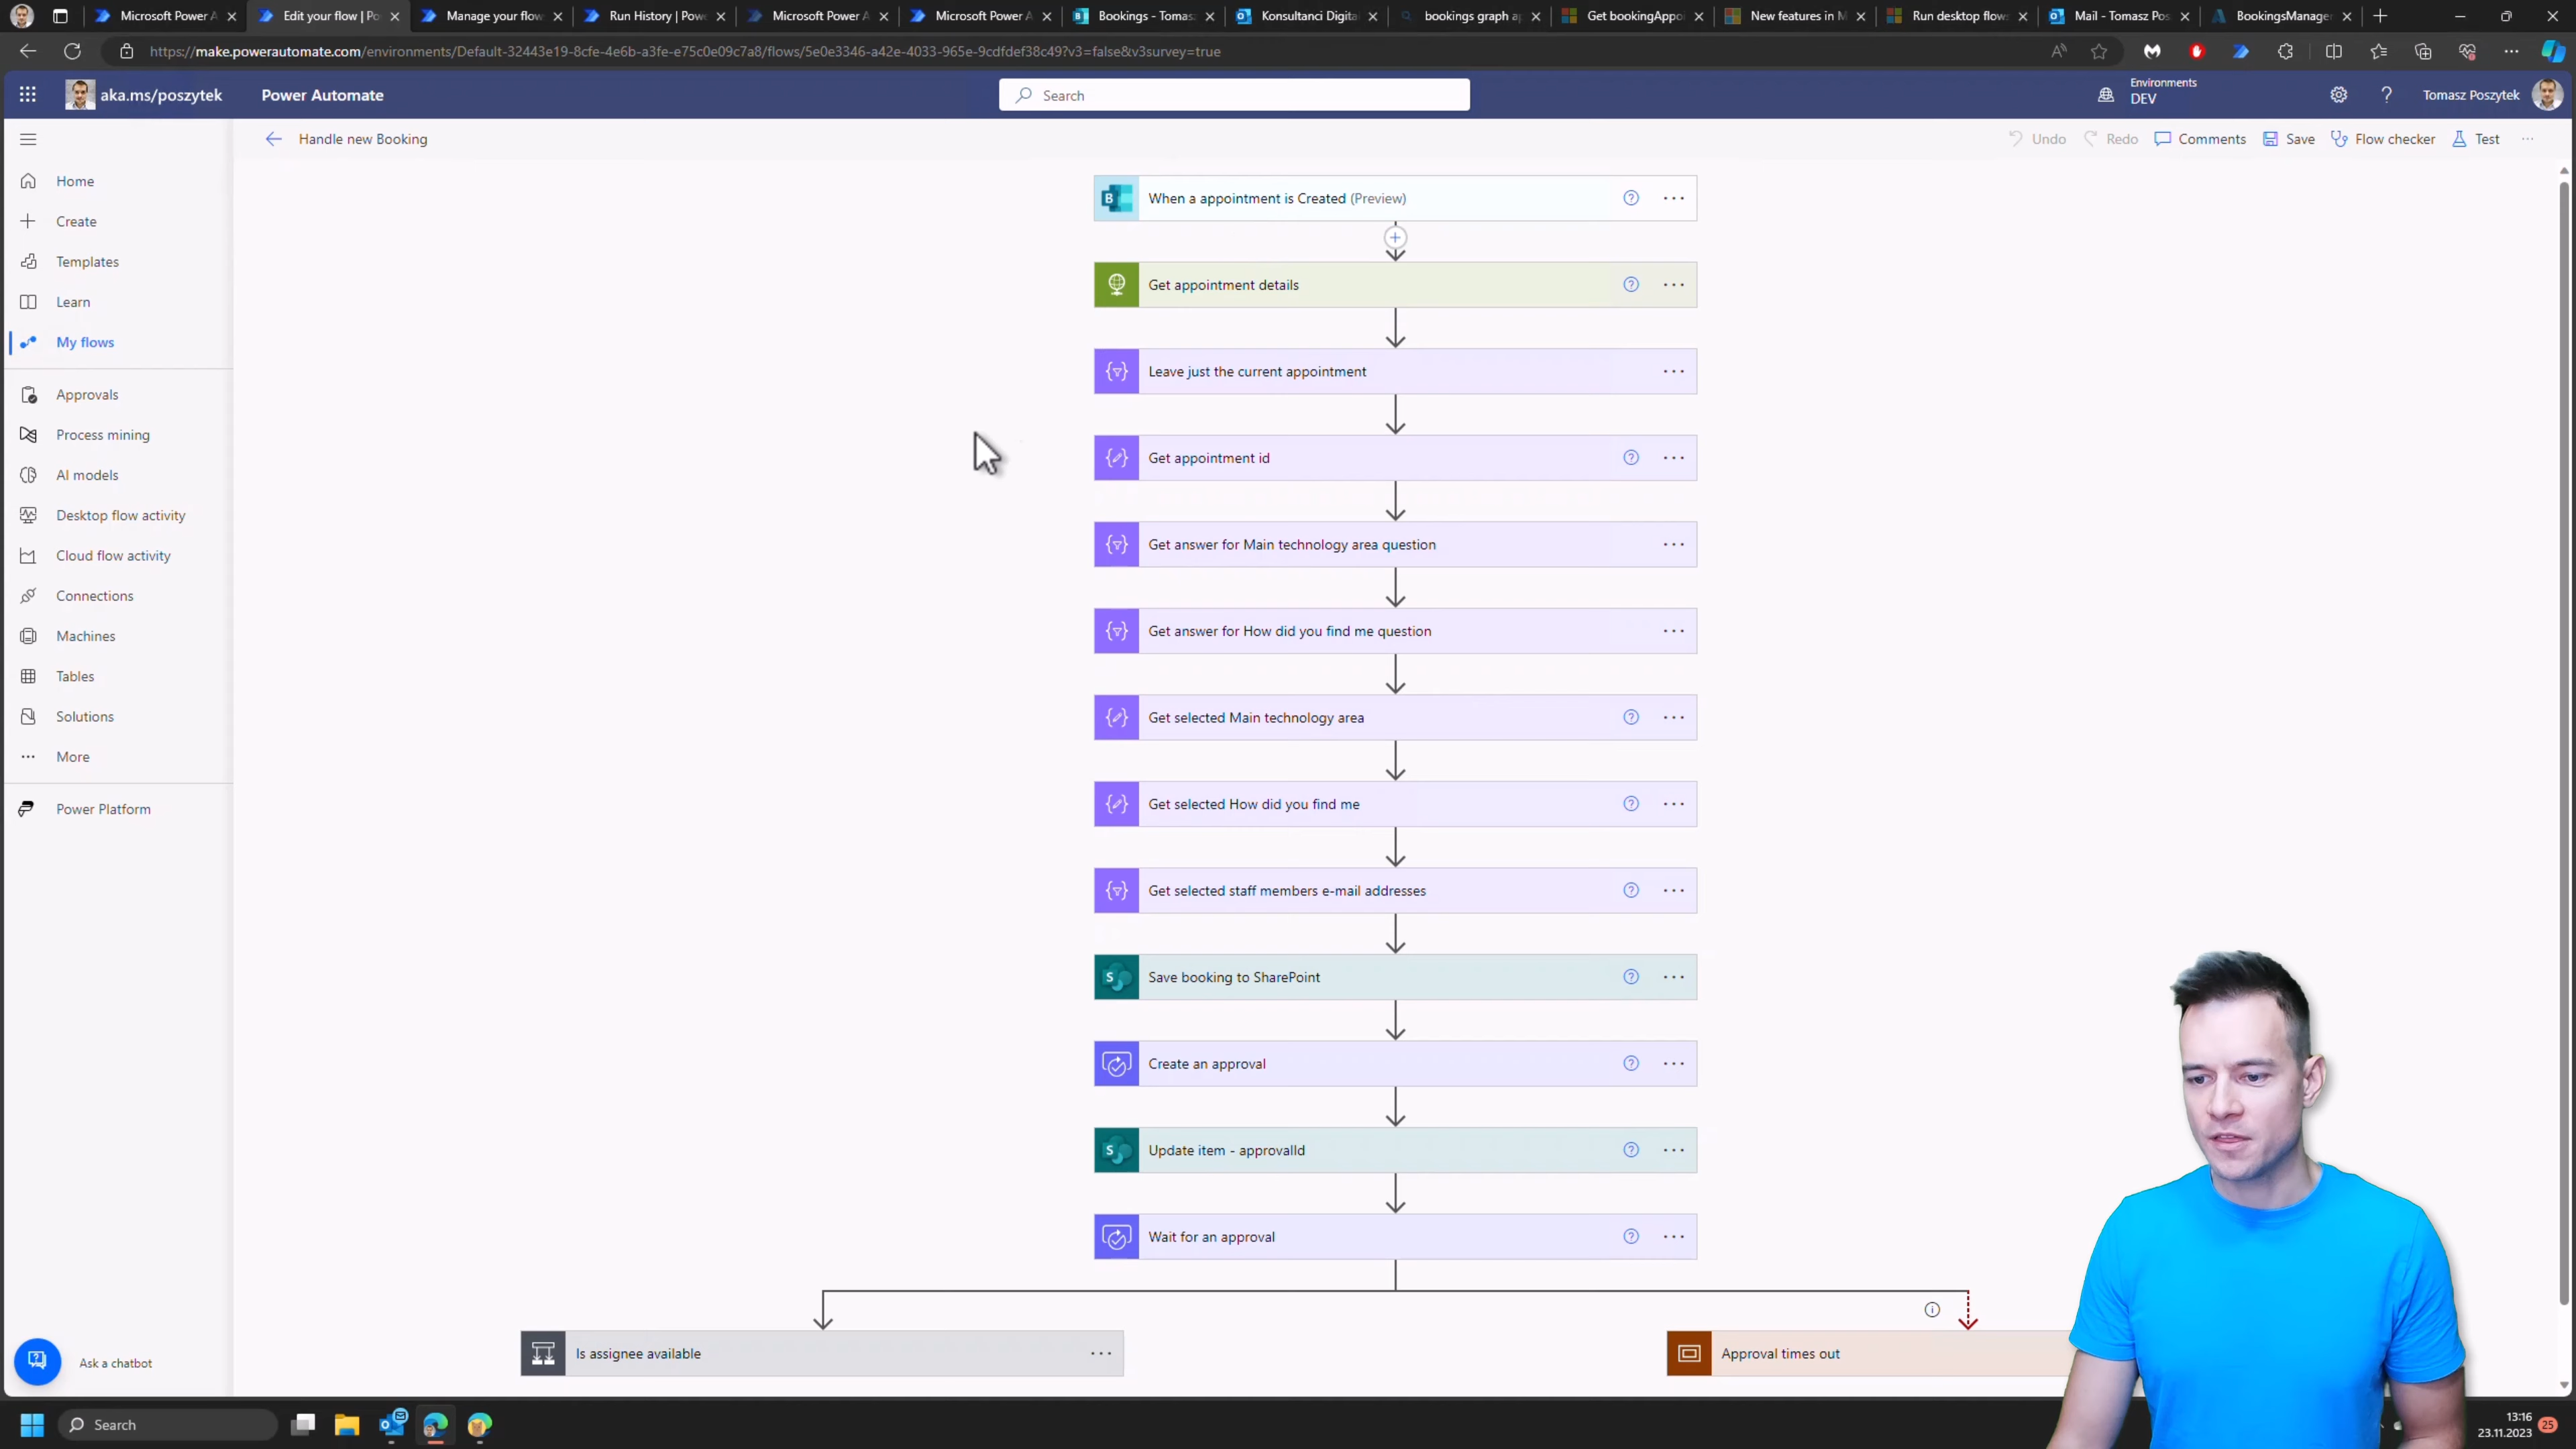 Microsoft Power A
Edit your flow | Po
Manage your flow
Run History | Powe
Microsoft Power A
Microsoft Power A
Bookings - Tomas
Konsultanci Digita
bookings graph a
Get bookingAppoi
New features in M
Run desktop flow
Mail - Tomasz Pos
BookingsManager
https://make.powerautomate.com/environments/Default-32443e19-8cfe-4e6b-a3fe-e75c0e09c7a8/flows/5e0e3346-a42e-4033-965e-9cdfdef38c49?v3=false&v3survey=true
aka.ms/poszytek
Power Automate
Search
Environments
DEV
Tomasz Poszytek
Handle new Booking
Undo
Redo
Comments
Save
Flow checker
Test
Home
Create
Templates
Learn
My flows
Approvals
Process mining
AI models
Desktop flow activity
Cloud flow activity
Connections
Machines
Tables
Solutions
More
Power Platform
Ask a chatbot
When a appointment is Created (Preview)
Get appointment details
Leave just the current appointment
Get appointment id
Get answer for Main technology area question
Get answer for How did you find me question
Get selected Main technology area
Get selected How did you find me
Get selected staff members e-mail addresses
Save booking to SharePoint
Create an approval
Update item - approvalId
Wait for an approval
Is assignee available
Approval times out
Search
13:16
23.11.2023
25